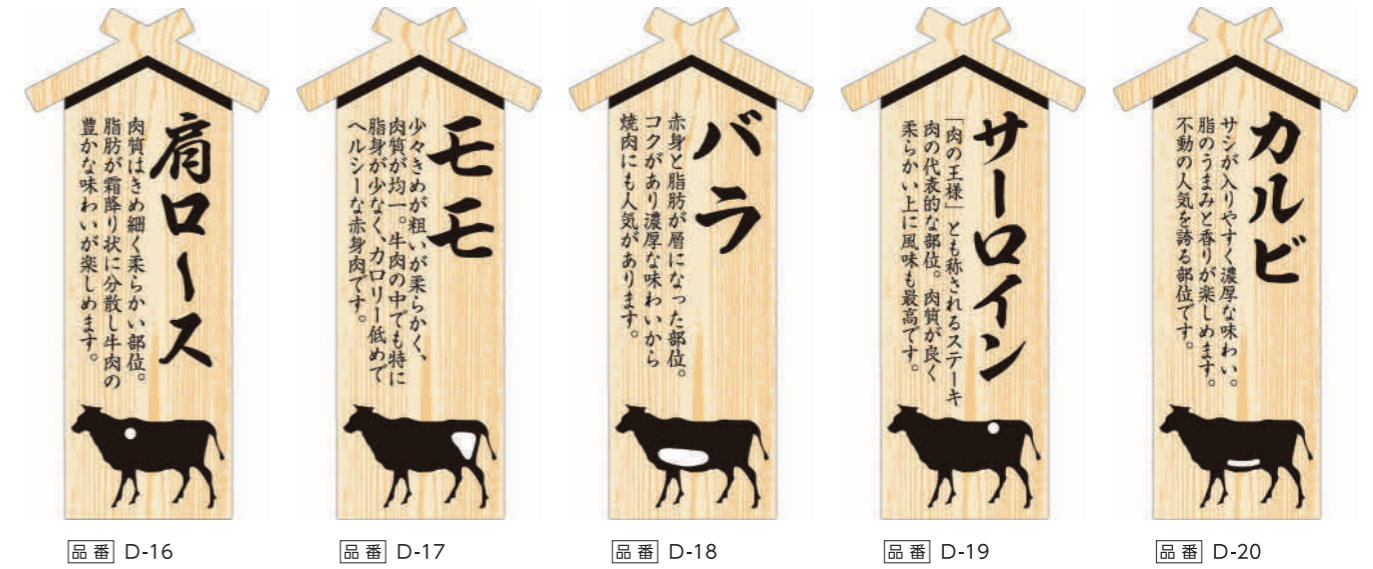 肩ロース
肉質はきめ細く柔らかい部位。
脂肪が霜降り状に分散し牛肉の
豊かな味わいが楽しめます。
品番 D-16
モモ
少々きめが粗いが柔らかく、
肉質が均一。牛肉の中でも特に
脂身が少なく、カロリー低めで
ヘルシーな赤身肉です。
品番 D-17
バラ
赤身と脂肪が層になった部位。
コクがあり濃厚な味わいから
焼肉にも人気があります。
品番 D-18
サーロイン
「肉の王様」とも称されるステーキ
肉の代表的な部位。肉質が良く
柔らかい上に風味も最高です。
品番 D-19
カルビ
サシが入りやすく濃厚な味わい。
脂のうまみと香りが楽しめます。
不動の人気を誇る部位です。
品番 D-20